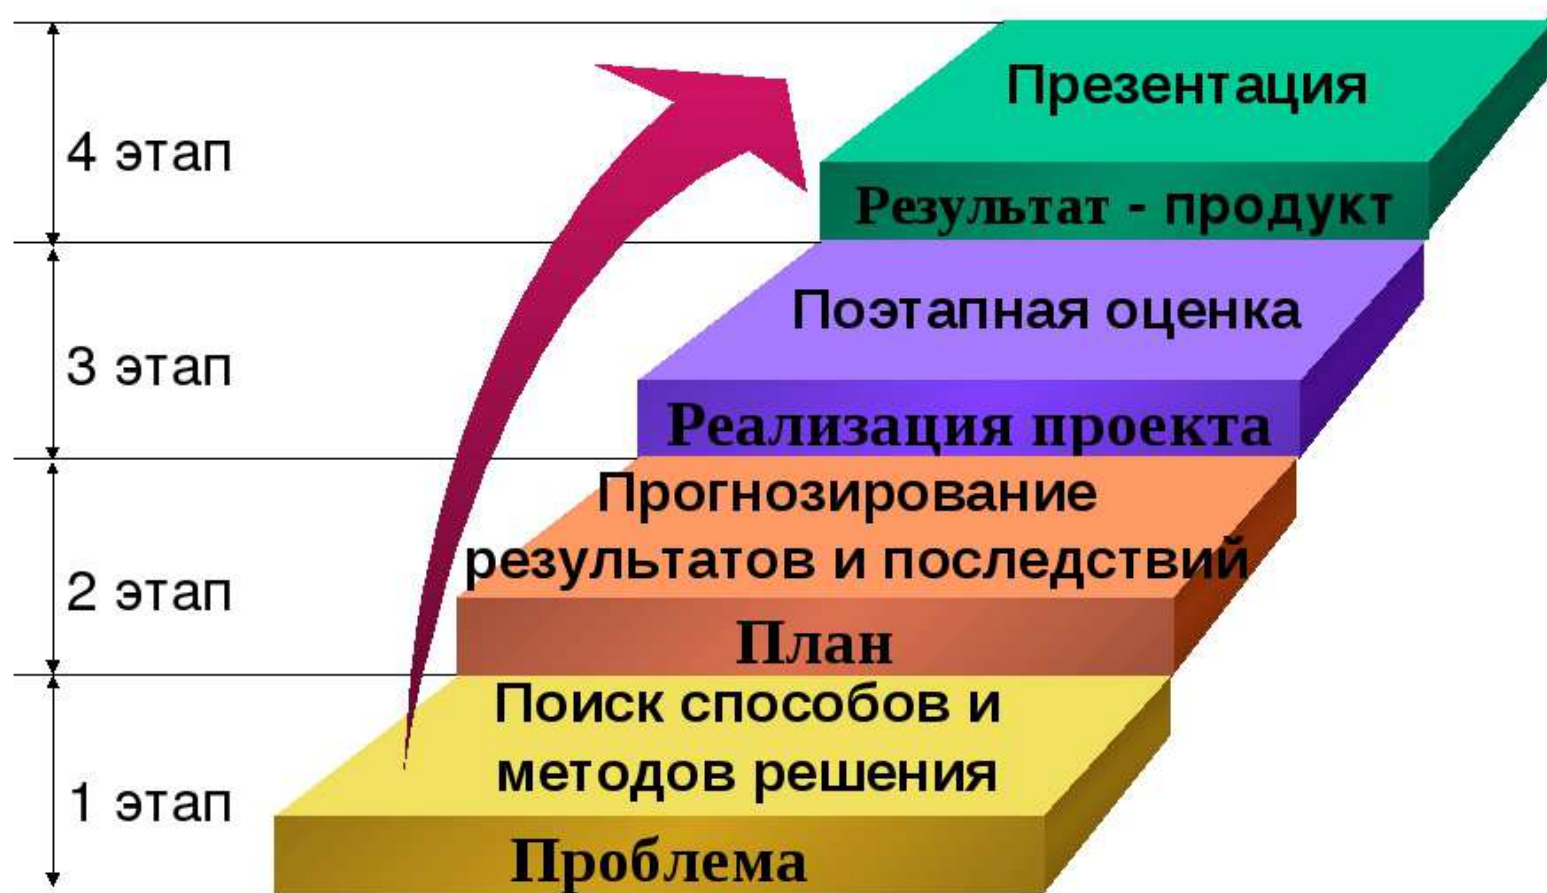 Презентация
4 этап
Результат - продукт
Поэтапная оценка
3 этап
Реализация проекта
Прогнозирование
результатов и последствий
2 этап
План
Поиск способов и
методов решения
1 этап
Проблема